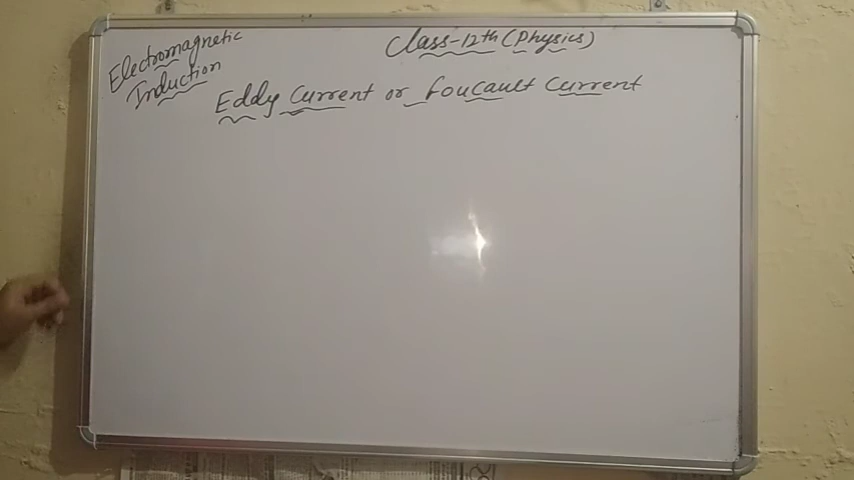 Electromagnetic
Induction
Class-12th (Physics)
Eddy Current or Foucault Current